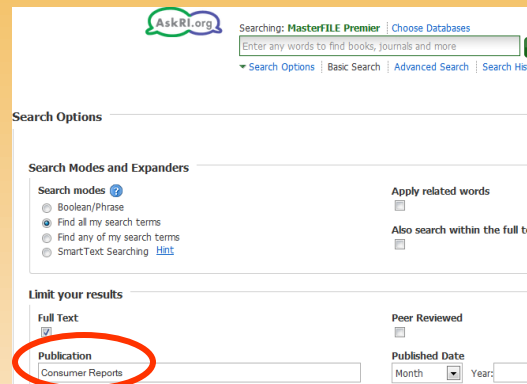 AskRI.org
Searching: MasterFILE Premier Choose Databases
Enter any words to find books, journals and more
Search Options Basic Search Advanced Search Search His
Search Options
Search Modes and Expanders
Search modes ?
Boolean/Phrase
Find all my search terms
Find any of my search terms
SmartText Searching Hint
Apply related words
Also search within the full t
Limit your results
Full Text
Peer Reviewed
Publication
Consumer Reports
Published Date
Month Year: